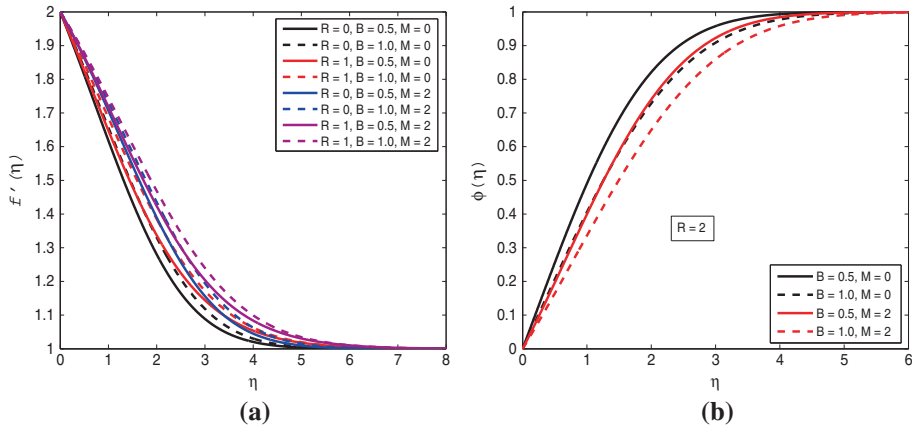 2
1.9
1.8
1.7
1.6
1.5
1.4
1.3
1.2
1.1
1
f ′ (η)
0 1 2 3 4 5 6 7 8
η
R = 0, B = 0.5, M = 0
R = 0, B = 1.0, M = 0
R = 1, B = 0.5, M = 0
R = 1, B = 1.0, M = 0
R = 0, B = 0.5, M = 2
R = 0, B = 1.0, M = 2
R = 1, B = 0.5, M = 2
R = 1, B = 1.0, M = 2
(a)
1
0.9
0.8
0.7
0.6
0.5
0.4
0.3
0.2
0.1
0
ϕ (η)
0 1 2 3 4 5 6
η
R = 2
B = 0.5, M = 0
B = 1.0, M = 0
B = 0.5, M = 2
B = 1.0, M = 2
(b)